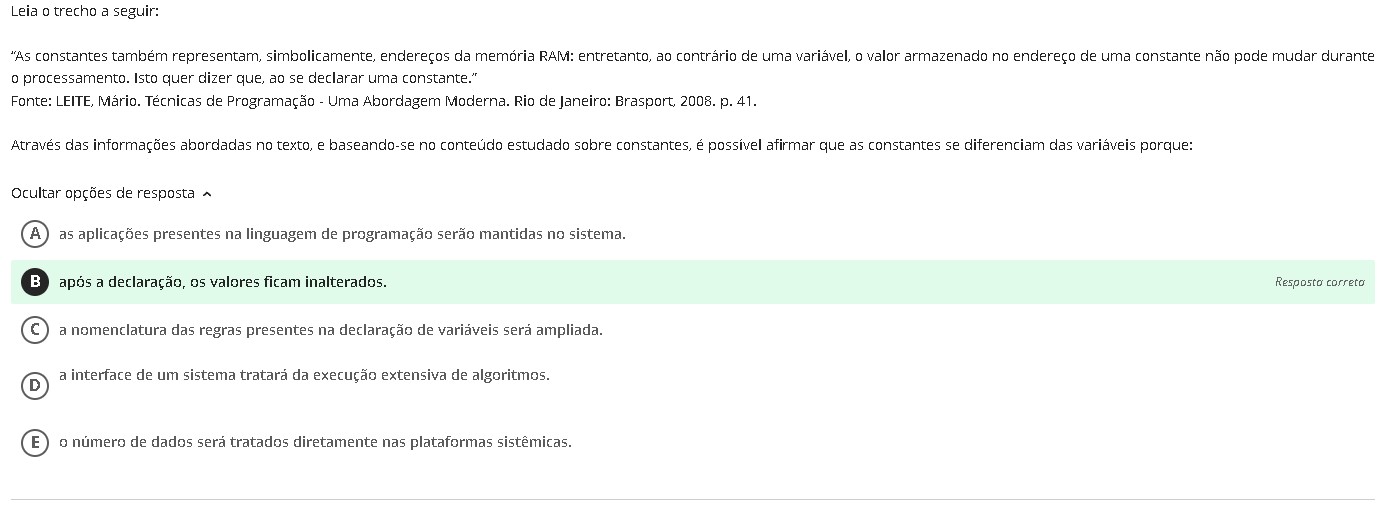 Leia o trecho a seguir:
“As constantes também representam, simbolicamente, endereços da memória RAM: entretanto, ao contrário de uma variável, o valor armazenado no endereço de uma constante não pode mudar durante
o processamento. Isto quer dizer que, ao se declarar uma constante.”
Fonte: LEITE, Mário. Técnicas de Programação - Uma Abordagem Moderna. Rio de Janeiro: Brasport, 2008. p. 41.
Através das informações abordadas no texto, e baseando-se no conteúdo estudado sobre constantes, é possível afirmar que as constantes se diferenciam das variáveis porque:
Ocultar opções de resposta
A as aplicações presentes na linguagem de programação serão mantidas no sistema.
B após a declaração, os valores ficam inalterados. Resposta correta
C a nomenclatura das regras presentes na declaração de variáveis será ampliada.
D a interface de um sistema tratará da execução extensiva de algoritmos.
E o número de dados será tratados diretamente nas plataformas sistêmicas.